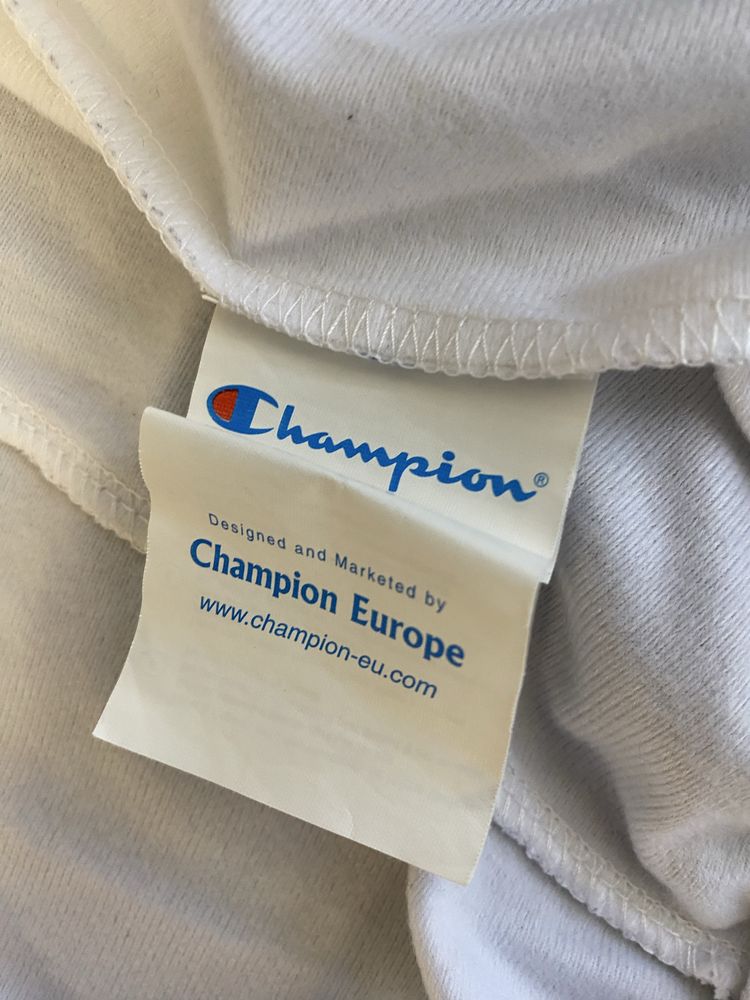 Champion®
Designed and Marketed by
Champion Europe
www.champion-eu.com